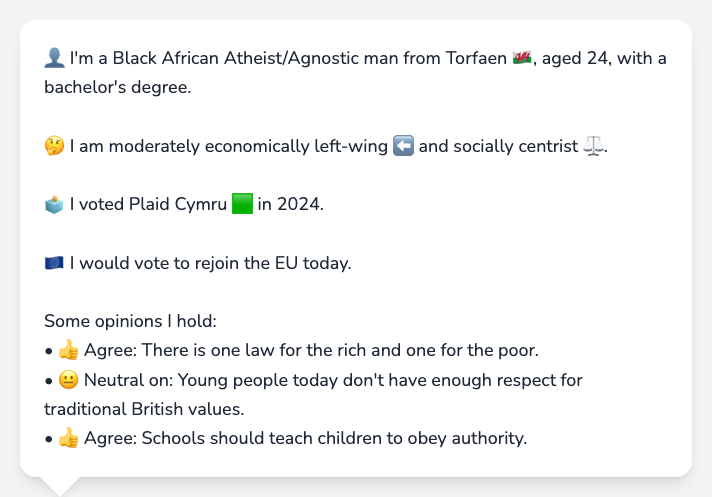 👤 I'm a Black African Atheist/Agnostic man from Torfaen 🏴󠁧󠁢󠁷󠁬󠁳󠁿, aged 24, with a
bachelor's degree.
🤔 I am moderately economically left-wing ⬅️ and socially centrist ⚖️.
🗳️ I voted Plaid Cymru 🟩 in 2024.
🇪🇺 I would vote to rejoin the EU today.
Some opinions I hold:
• 👍 Agree: There is one law for the rich and one for the poor.
• 😐 Neutral on: Young people today don't have enough respect for
traditional British values.
• 👍 Agree: Schools should teach children to obey authority.